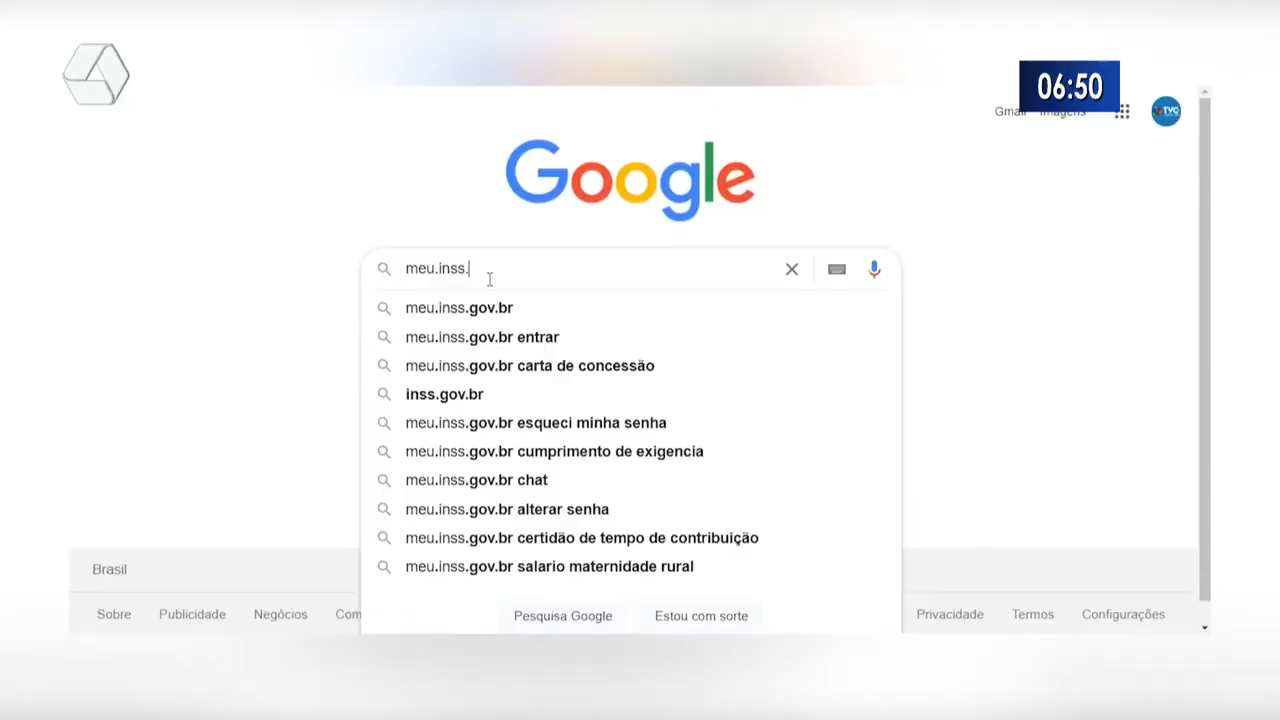 06:50
Gmail Imagens
TVC
Google
meu.inss.
meu.inss.gov.br
meu.inss.gov.br entrar
meu.inss.gov.br carta de concessão
inss.gov.br
meu.inss.gov.br esqueci minha senha
meu.inss.gov.br cumprimento de exigencia
meu.inss.gov.br chat
meu.inss.gov.br alterar senha
meu.inss.gov.br certidão de tempo de contribuição
meu.inss.gov.br salario maternidade rural
Pesquisa Google Estou com sorte
Brasil
Sobre Publicidade Negócios Com Privacidade Termos Configurações